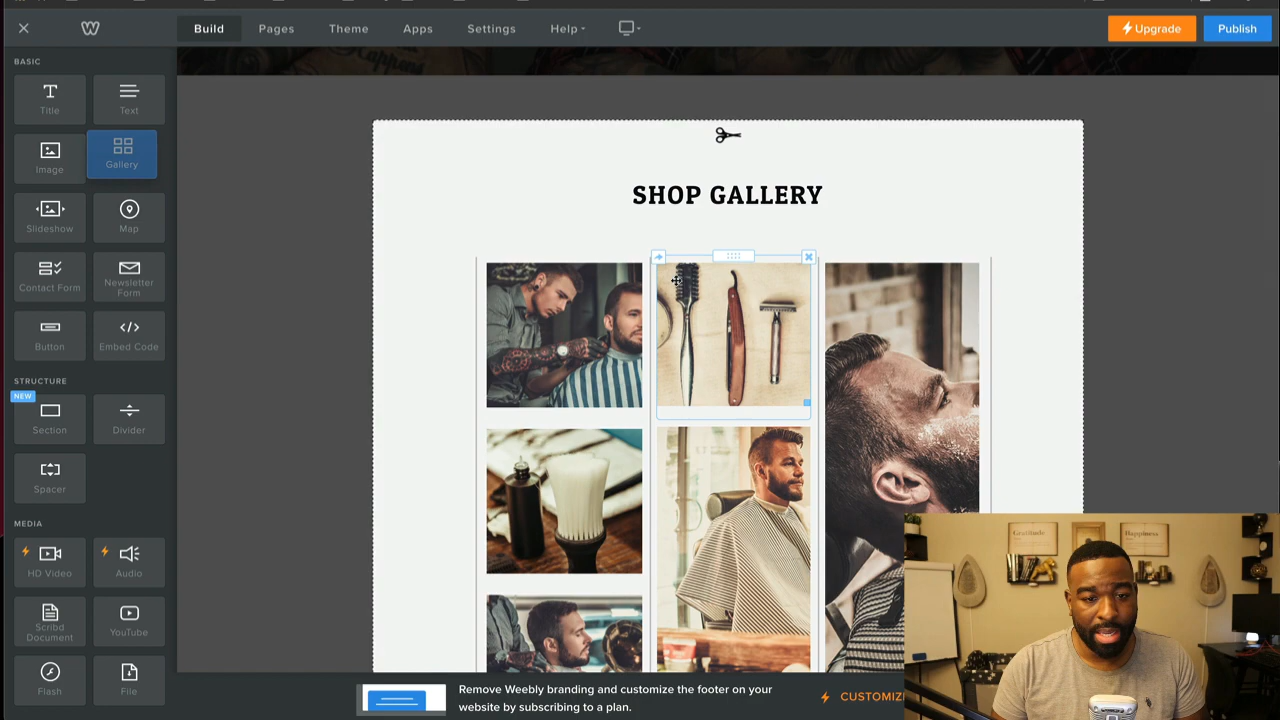 Build
Pages
Theme
Apps
Settings
Help
Upgrade
Publish
BASIC
Title
Text
Image
Gallery
Slideshow
Map
Contact Form
Newsletter
Form
Button
Embed Code
STRUCTURE
NEW
Section
Divider
Spacer
MEDIA
HD Video
Audio
Scribd
Document
YouTube
Flash
File
SHOP GALLERY
Remove Weebly branding and customize the footer on your
website by subscribing to a plan.
Gratitude
Happiness